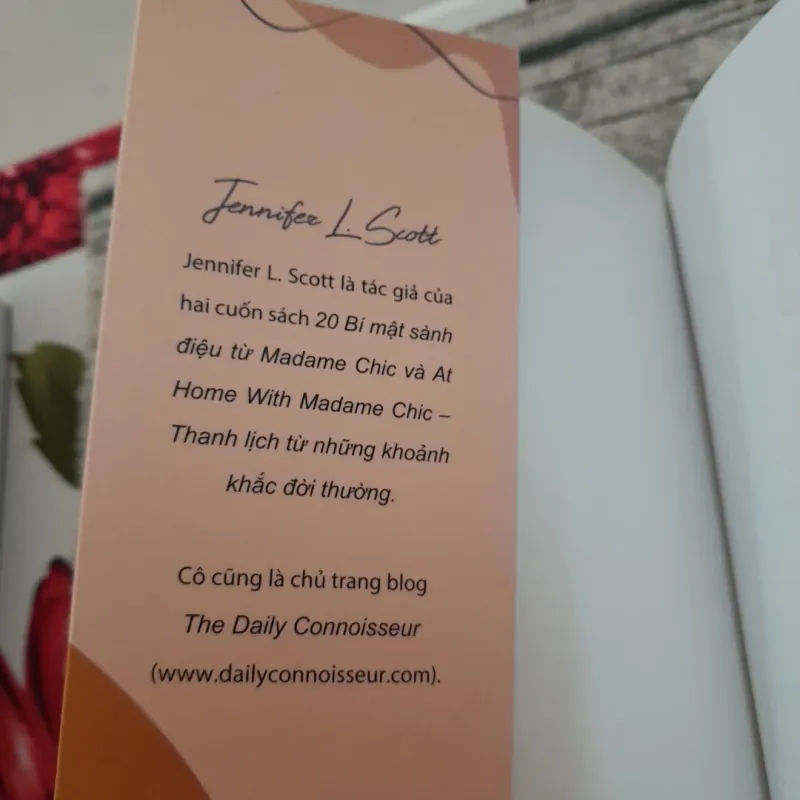 Jennifer L. Scott
Jennifer L. Scott là tác giả của
hai cuốn sách 20 Bí mật sành
điệu từ Madame Chic và At
Home With Madame Chic –
Thanh lịch từ những khoảnh
khắc đời thường.
Cô cũng là chủ trang blog
The Daily Connoisseur
(www.dailyconnoisseur.com).